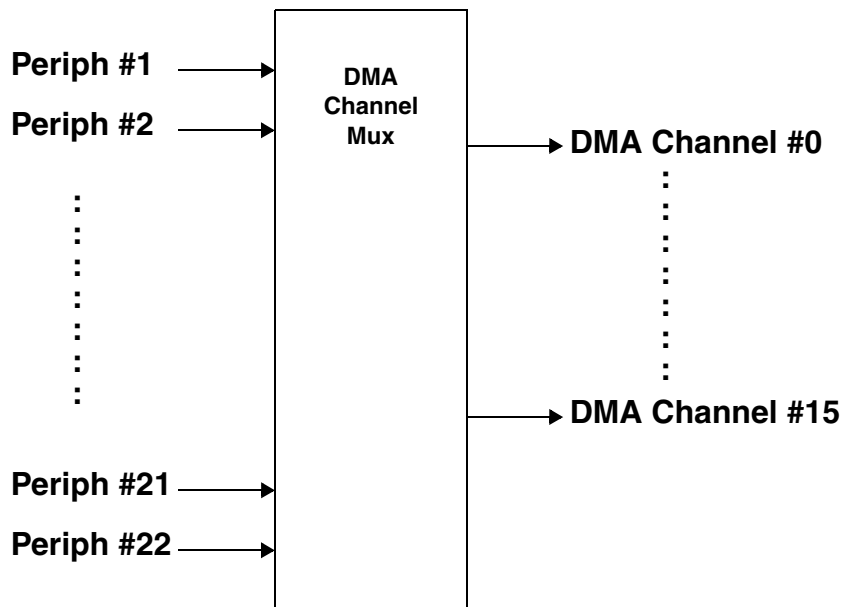 Periph #1
Periph #2
:
:
:
:
:
:
:
Periph #21
Periph #22
DMA
Channel
Mux
DMA Channel #0
:
:
:
:
:
:
:
DMA Channel #15